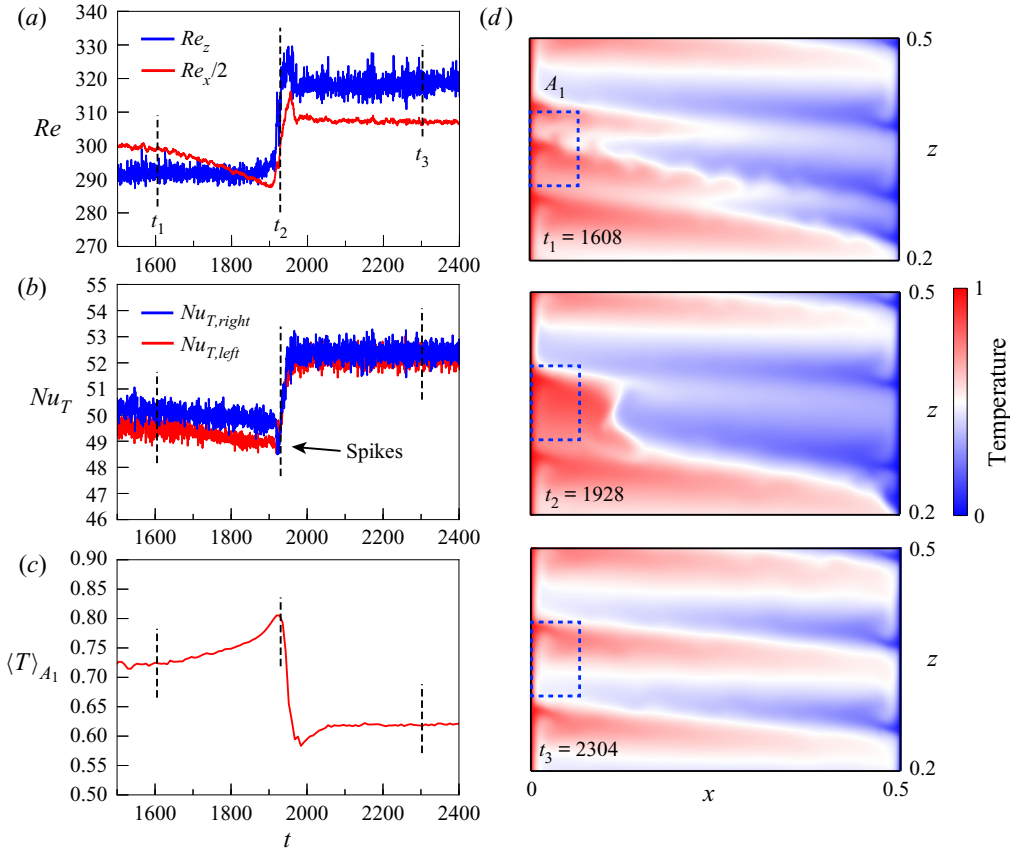 (a)
340
330
320
310
300
290
280
270
Re
Re_z
Re_x/2
t_1
t_2
t_3
1600 1800 2000 2200 2400
(b)
55
54
53
52
51
50
49
48
47
46
Nu_T
Nu_{T,right}
Nu_{T,left}
Spikes
1600 1800 2000 2200 2400
(c)
0.90
0.85
0.80
0.75
0.70
0.65
0.60
0.55
0.50
⟨T⟩_{A_1}
1600 1800 2000 2200 2400
t
(d)
A_1
t_1 = 1608
0.5
z
0.2
t_2 = 1928
0.5
z
0.2
t_3 = 2304
0.5
z
0.2
0 x 0.5
1
Temperature
0